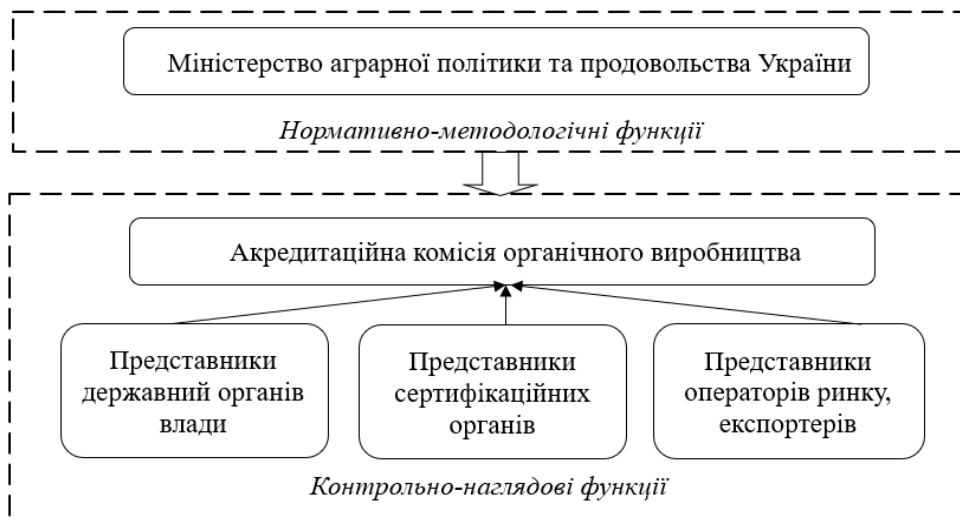 Міністерство аграрної політики та продовольства України
Нормативно-методологічні функції
Акредитаційна комісія органічного виробництва
Представники
державний органів
влади
Представники
сертифікаційних
органів
Представники
операторів ринку,
експортерів
Контрольно-наглядові функції